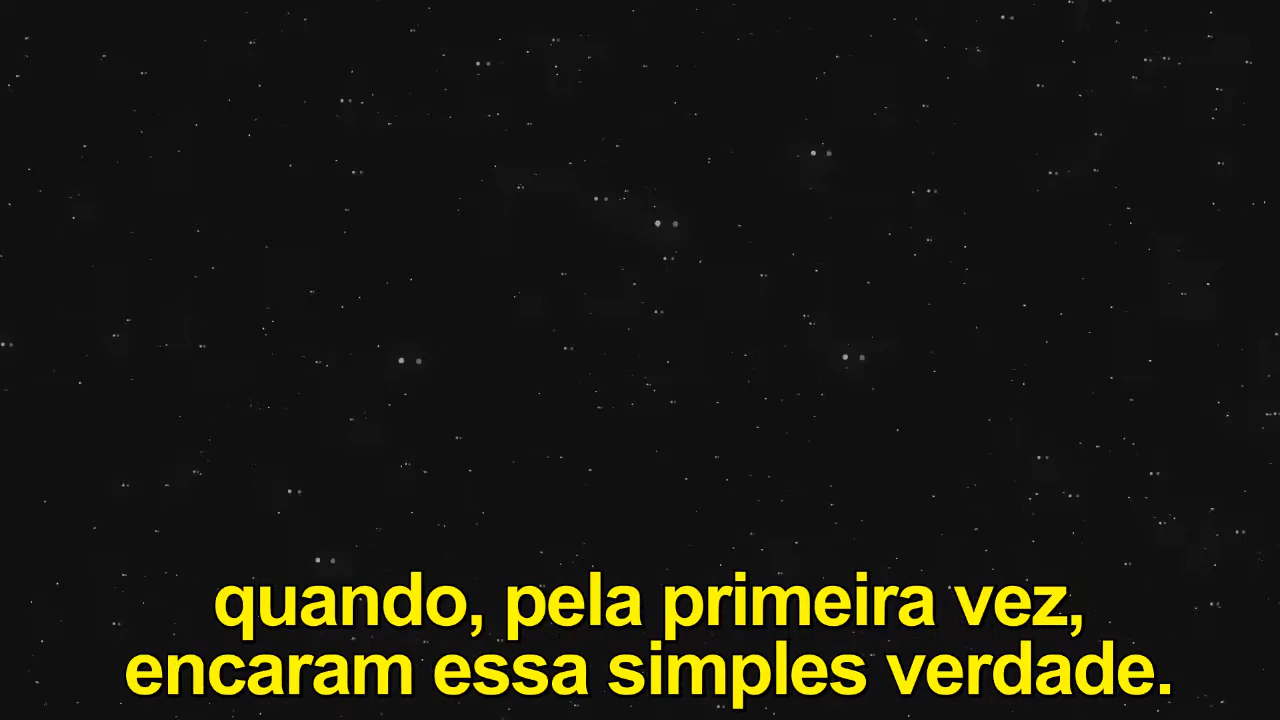 quando, pela primeira vez,
encaram essa simples verdade.